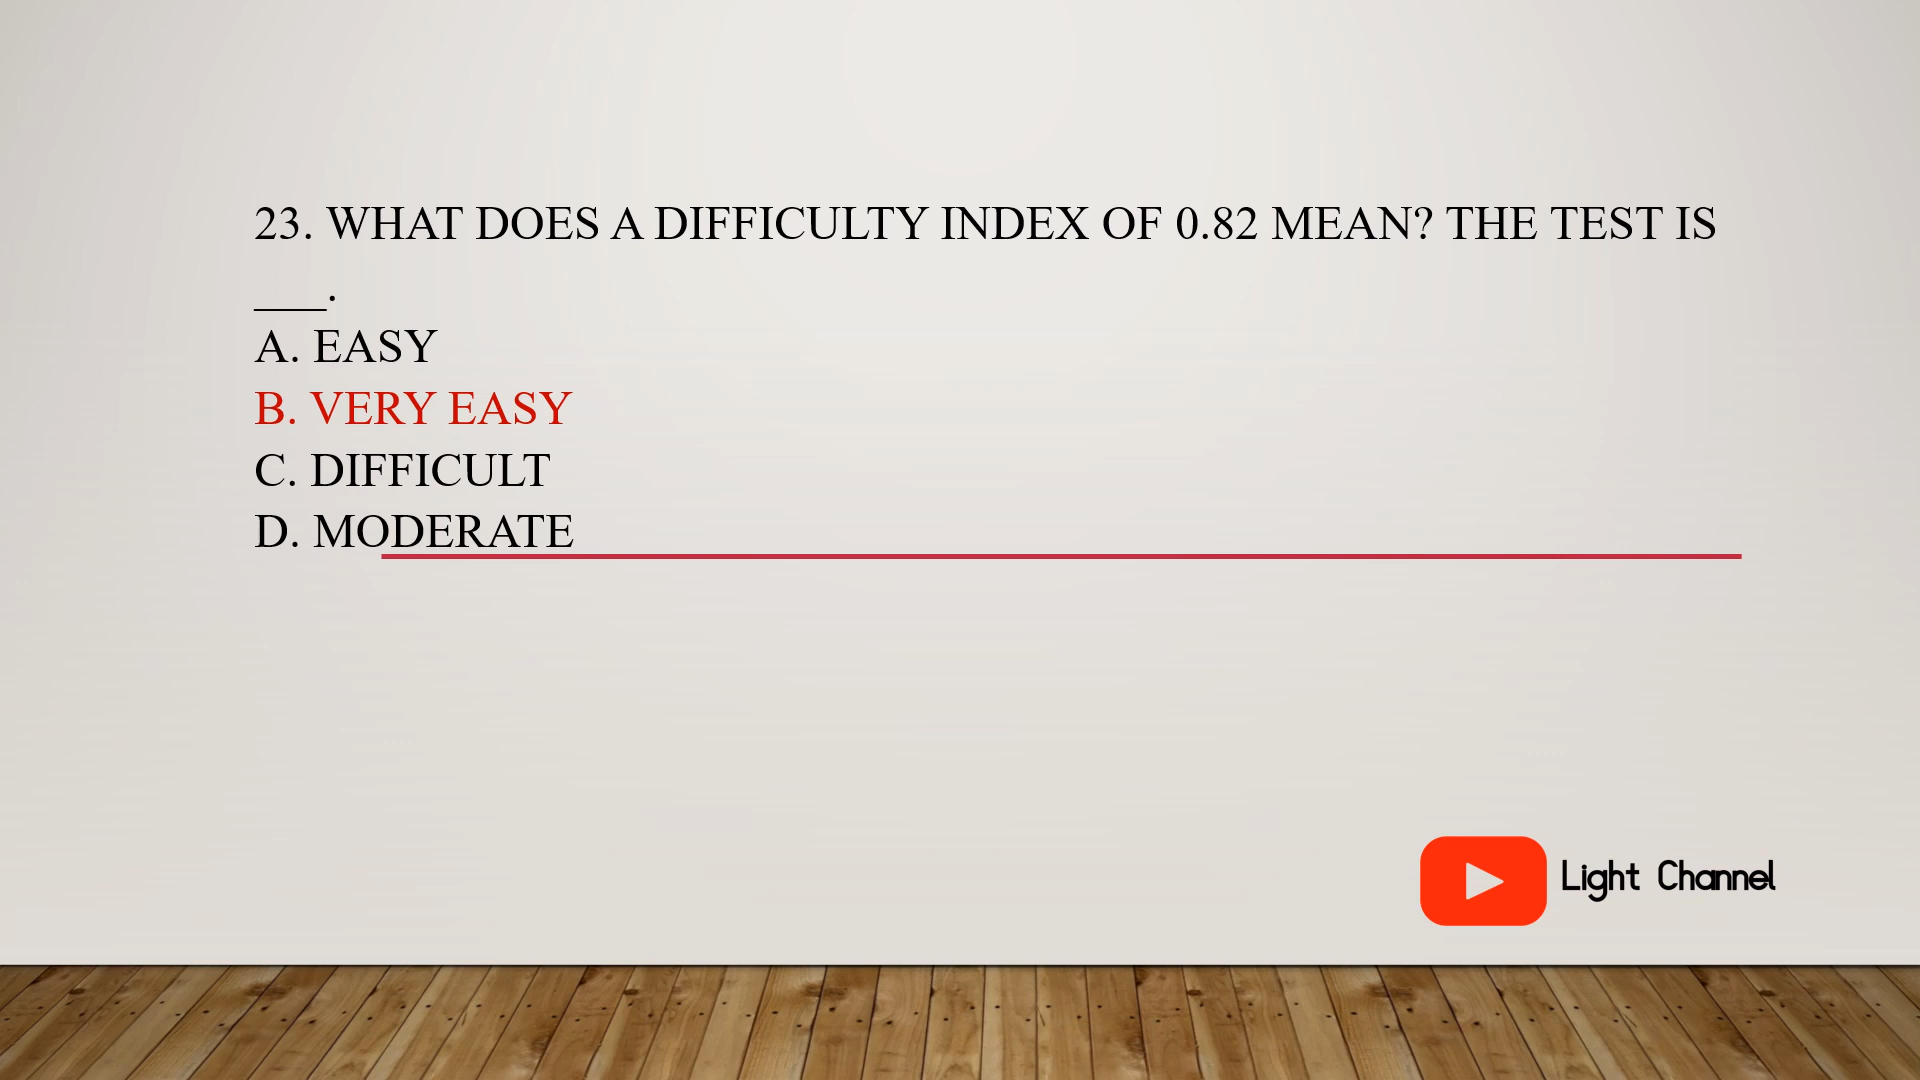 23. WHAT DOES A DIFFICULTY INDEX OF 0.82 MEAN? THE TEST IS
___.
A. EASY
B. VERY EASY
C. DIFFICULT
D. MODERATE
Light Channel